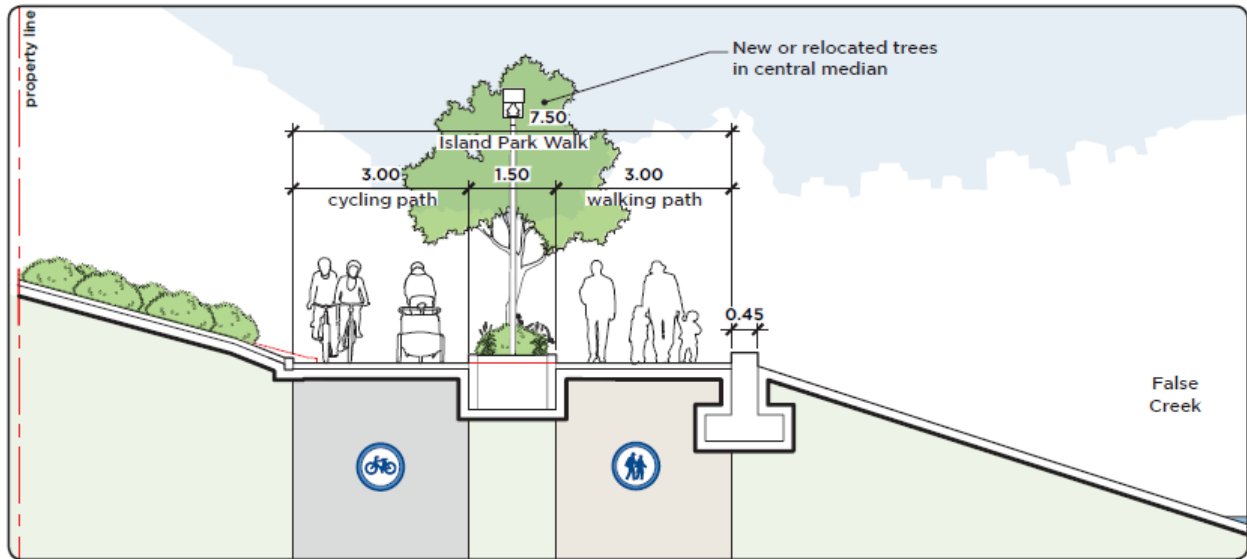 property line
New or relocated trees
in central median
7.50
Island Park Walk
3.00
1.50
3.00
cycling path
walking path
0.45
False
Creek